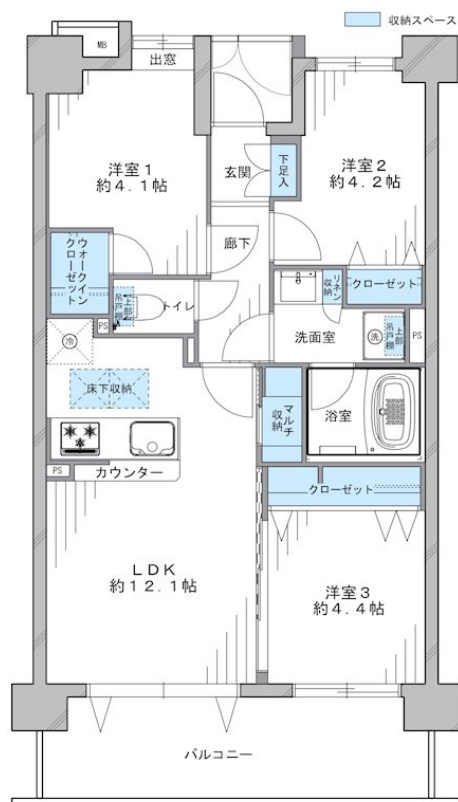 収納スペース
MB
出窓
洋室1
約4.1帖
玄関
下足入
洋室2
約4.2帖
廊下
ウォークイン
クローゼット
トイレ
上部
吊戸棚
PS
リネン
収納
クローゼット
洗面室
洗
上部
吊戸棚
PS
冷
床下収納
マルチ
収納
浴室
PS
カウンター
クローゼット
LDK
約12.1帖
洋室3
約4.4帖
バルコニー